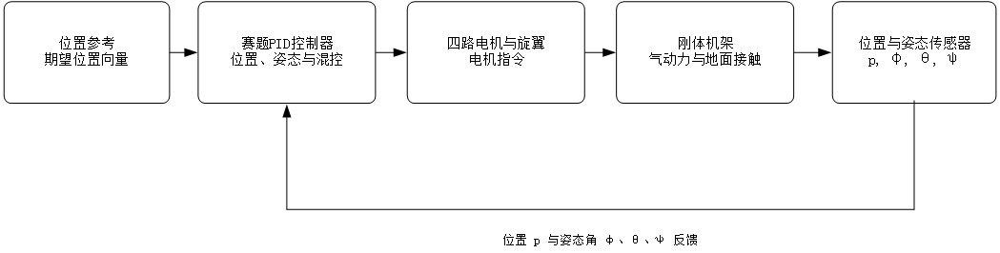 位置参考
期望位置向量
赛题PID控制器
位置、姿态与混控
四路电机与旋翼
电机指令
刚体机架
气动力与地面接触
位置与姿态传感器
p, φ, θ, ψ
位置 p 与姿态角 φ、θ、ψ 反馈